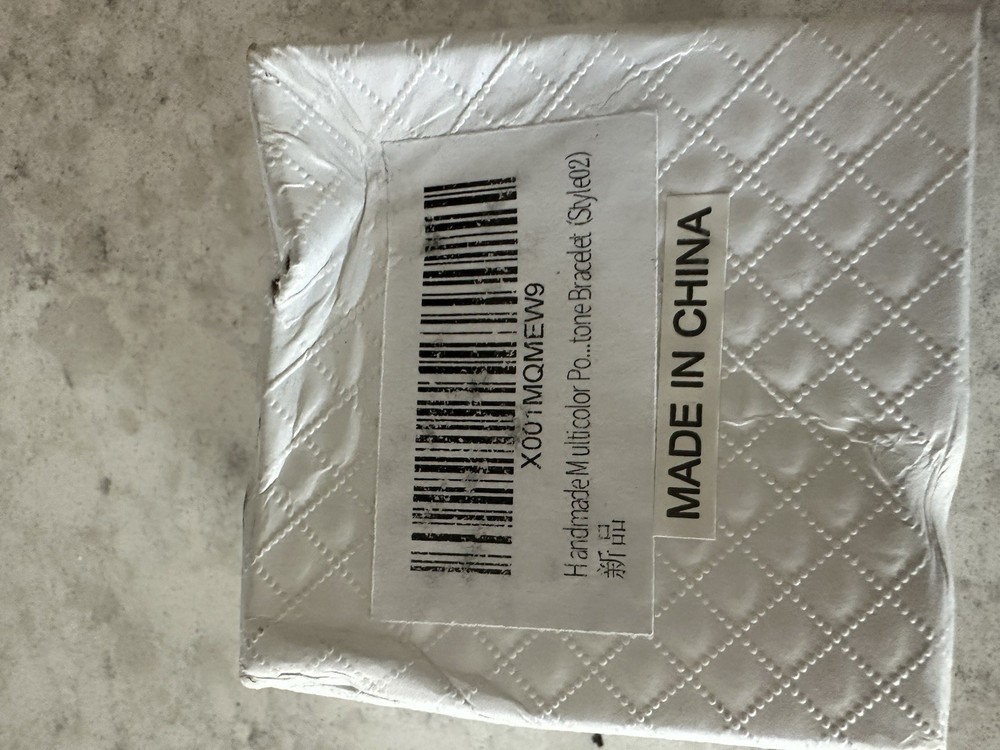 X001MQMEW9
Handmade Multicolor Po...tone Bracelet (Style02)
新品
MADE IN CHINA